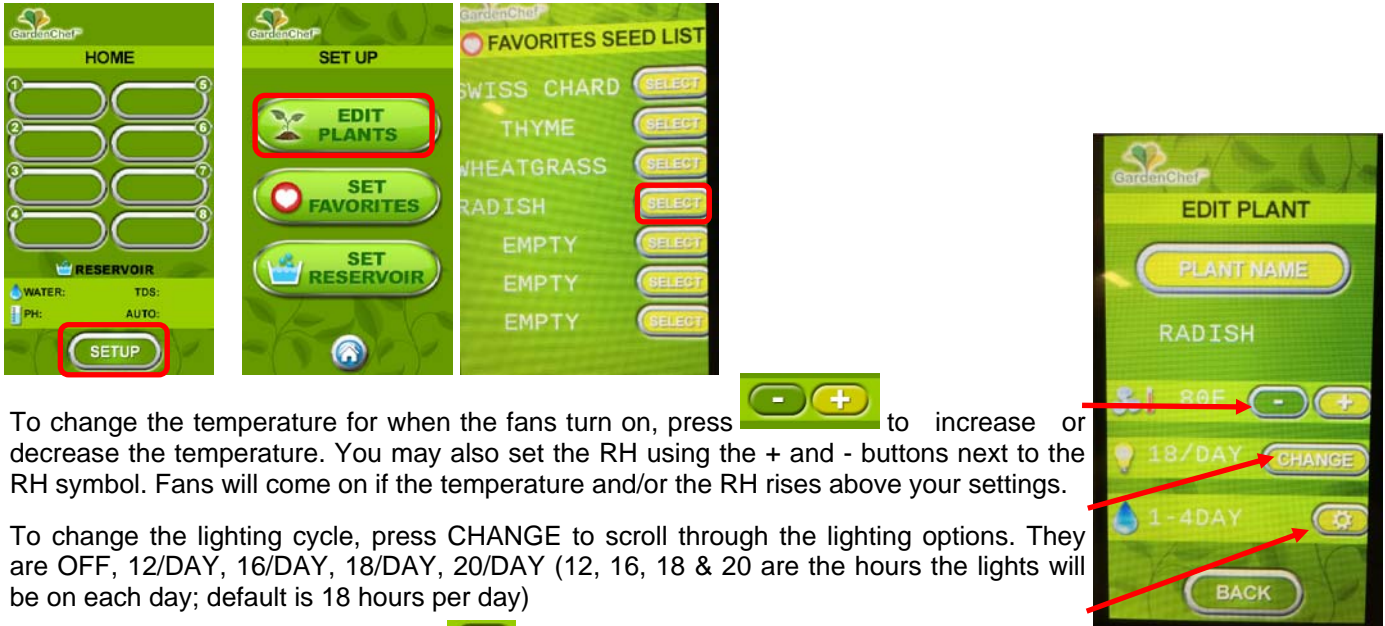 GardenChef™
HOME
1
5
2
6
3
7
4
8
RESERVOIR
WATER: TDS:
PH: AUTO:
SETUP
GardenChef™
SET UP
EDIT
PLANTS
SET
FAVORITES
SET
RESERVOIR
GardenChef
FAVORITES SEED LIST
SWISS CHARD SELECT
THYME SELECT
WHEATGRASS SELECT
RADISH SELECT
EMPTY SELECT
EMPTY SELECT
EMPTY SELECT
GardenChef™
EDIT PLANT
PLANT NAME
RADISH
80F - +
18/DAY CHANGE
1-4DAY
BACK
To change the temperature for when the fans turn on, press - + to increase or
decrease the temperature. You may also set the RH using the + and - buttons next to the
RH symbol. Fans will come on if the temperature and/or the RH rises above your settings.
To change the lighting cycle, press CHANGE to scroll through the lighting options. They
are OFF, 12/DAY, 16/DAY, 18/DAY, 20/DAY (12, 16, 18 & 20 are the hours the lights will
be on each day; default is 18 hours per day)